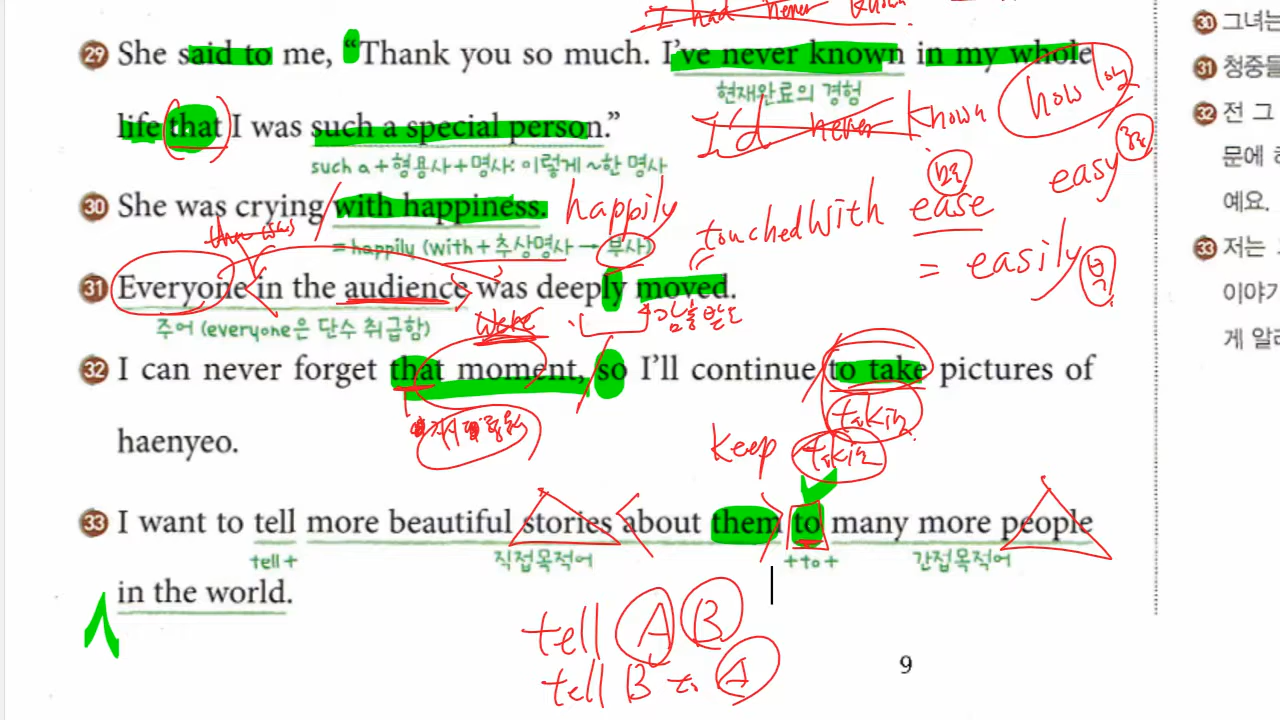 I had never known.
29 She said to me, “Thank you so much. I’ve never known in my whole
현재완료의 경험
how long
life that I was such a special person.”
I'd never known
such a + 형용사 + 명사: 이렇게 ~한 명사
easy
30 She was crying with happiness. happily
= happily (with + 추상명사 → 부사)
touched with ease
= easily
31 Everyone in the audience was deeply moved.
주어 (everyone은 단수 취급함)
were
32 I can never forget that moment, so I’ll continue to take pictures of
haenyeo.
keep
33 I want to tell more beautiful stories about them to many more people
tell + 직접목적어 + to + 간접목적어
in the world.
tell A B
tell B to A
9
30 그녀는
31 청중들
32 전 그
문에 
예요.
33 저는
이야기
게 알